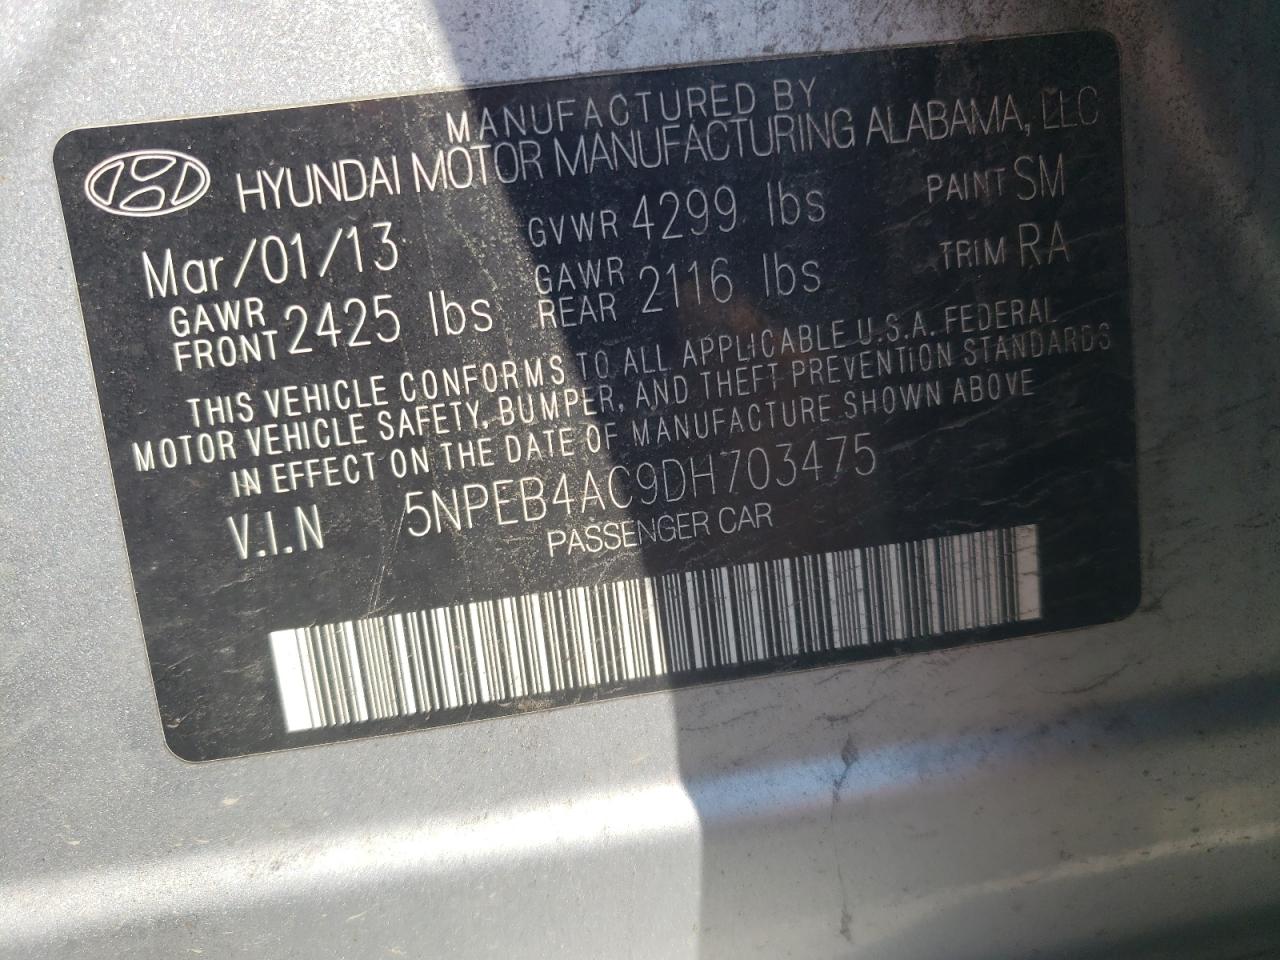 MANUFACTURED BY
HYUNDAI MOTOR MANUFACTURING ALABAMA, LLC
Mar/01/13 GVWR 4299 lbs PAINT SM
GAWR FRONT 2425 lbs GAWR REAR 2116 lbs TRIM RA
THIS VEHICLE CONFORMS TO ALL APPLICABLE U.S.A. FEDERAL
MOTOR VEHICLE SAFETY, BUMPER, AND THEFT PREVENTION STANDARDS
IN EFFECT ON THE DATE OF MANUFACTURE SHOWN ABOVE
V.I.N 5NPEB4AC9DH703475
PASSENGER CAR